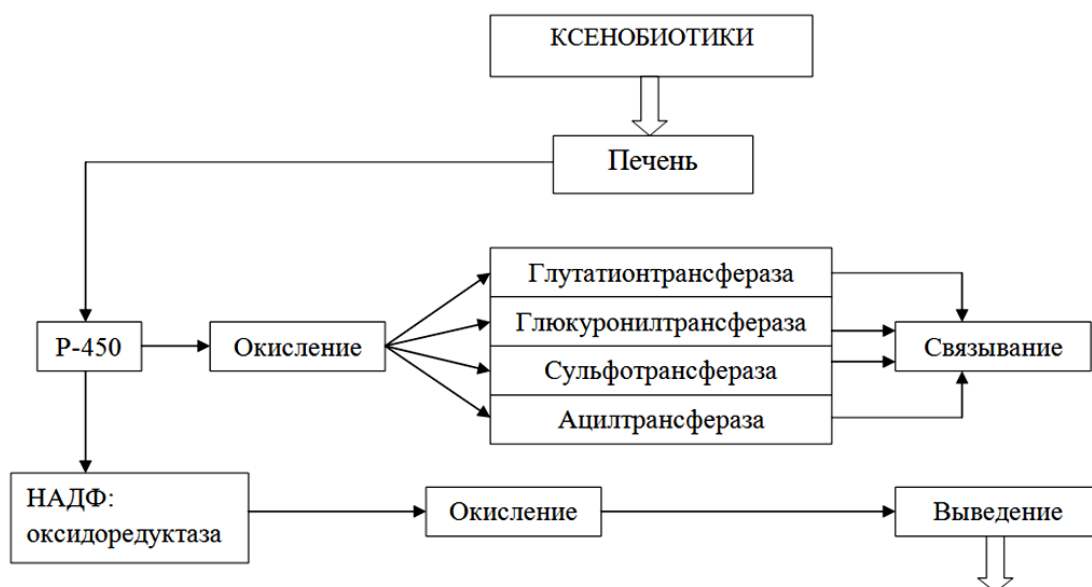 КСЕНОБИОТИКИ
Печень
Глутатионтрансфераза
Глюкуронилтрансфераза
Р-450
Окисление
Связывание
Сульфотрансфераза
Ацилтрансфераза
НАДФ:
оксидоредуктаза
Окисление
Выведение